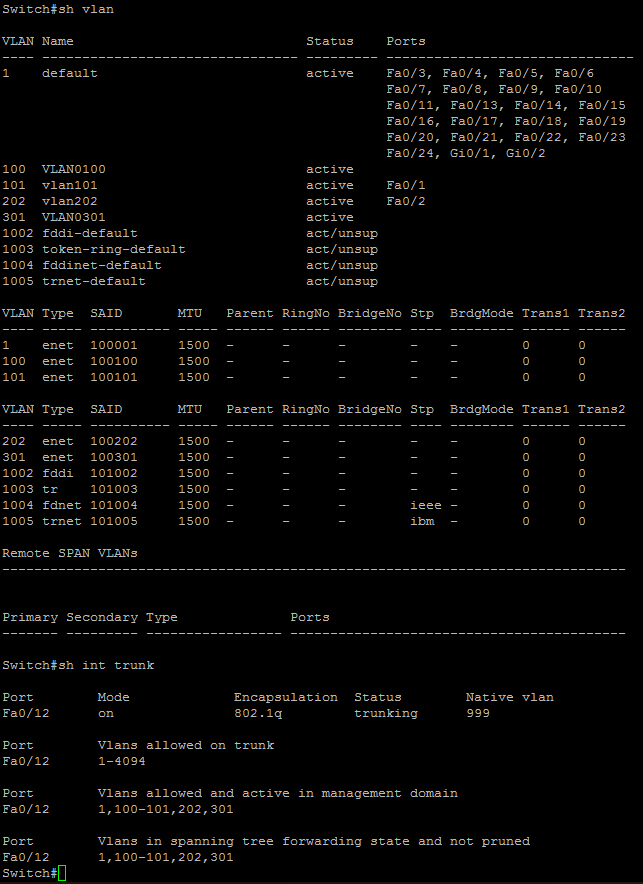 Switch#sh vlan
VLAN Name                             Status    Ports
---- -------------------------------- --------- -------------------------------
1    default                          active    Fa0/3, Fa0/4, Fa0/5, Fa0/6
                                                Fa0/7, Fa0/8, Fa0/9, Fa0/10
                                                Fa0/11, Fa0/13, Fa0/14, Fa0/15
                                                Fa0/16, Fa0/17, Fa0/18, Fa0/19
                                                Fa0/20, Fa0/21, Fa0/22, Fa0/23
                                                Fa0/24, Gi0/1, Gi0/2
100  VLAN0100                         active
101  vlan101                          active    Fa0/1
202  vlan202                          active    Fa0/2
301  VLAN0301                         active
1002 fddi-default                     act/unsup
1003 token-ring-default               act/unsup
1004 fddinet-default                  act/unsup
1005 trnet-default                    act/unsup
VLAN Type  SAID       MTU   Parent RingNo BridgeNo Stp  BrdgMode Trans1 Trans2
---- ----- ---------- ----- ------ ------ -------- ---- -------- ------ ------
1    enet  100001     1500  -      -      -        -    -        0      0
100  enet  100100     1500  -      -      -        -    -        0      0
101  enet  100101     1500  -      -      -        -    -        0      0
VLAN Type  SAID       MTU   Parent RingNo BridgeNo Stp  BrdgMode Trans1 Trans2
---- ----- ---------- ----- ------ ------ -------- ---- -------- ------ ------
202  enet  100202     1500  -      -      -        -    -        0      0
301  enet  100301     1500  -      -      -        -    -        0      0
1002 fddi  101002     1500  -      -      -        -    -        0      0
1003 tr    101003     1500  -      -      -        -    -        0      0
1004 fdnet 101004     1500  -      -      -        ieee -        0      0
1005 trnet 101005     1500  -      -      -        ibm  -        0      0
Remote SPAN VLANs
------------------------------------------------------------------------------
Primary Secondary Type              Ports
------- --------- ----------------- ------------------------------------------
Switch#sh int trunk
Port        Mode             Encapsulation  Status        Native vlan
Fa0/12      on               802.1q         trunking      999
Port        Vlans allowed on trunk
Fa0/12      1-4094
Port        Vlans allowed and active in management domain
Fa0/12      1,100-101,202,301
Port        Vlans in spanning tree forwarding state and not pruned
Fa0/12      1,100-101,202,301
Switch#